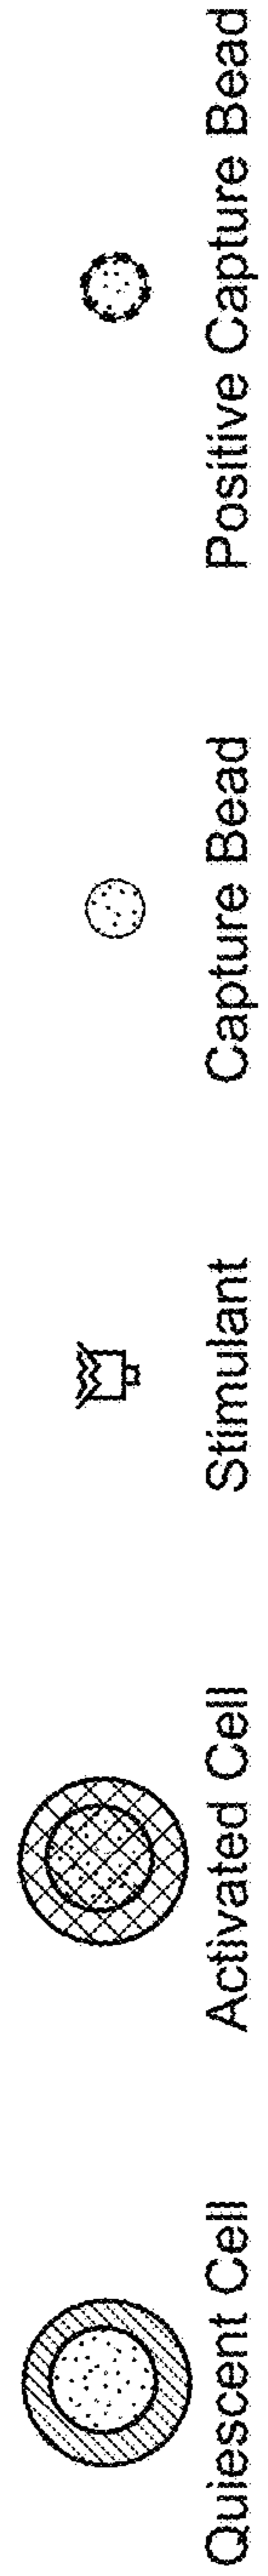 Quiescent Cell
Activated Cell
Stimulant
Capture Bead
Positive Capture Bead